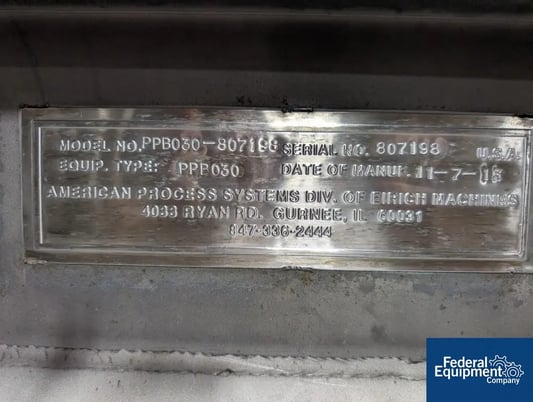 MODEL NO. PPB030-807198 SERIAL NO. 807198 U.S.A.
EQUIP. TYPE: PPB030 DATE OF MANUF. 11-7-
AMERICAN PROCESS SYSTEMS DIV. OF EIRICH MACHINES
RYAN RD. GURNEE, IL 60031
847-336-2444
Federal
Equipment
Company